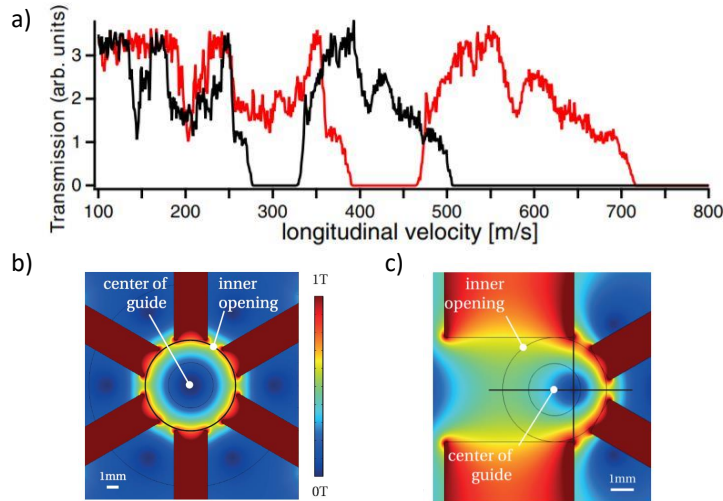 a)
Transmission (arb. units)
3
2
1
0
100
200
300
400
500
600
700
800
longitudinal velocity [m/s]
b)
c)
center of
guide
inner
opening
1T
0T
1mm
inner
opening
center of
guide
1mm